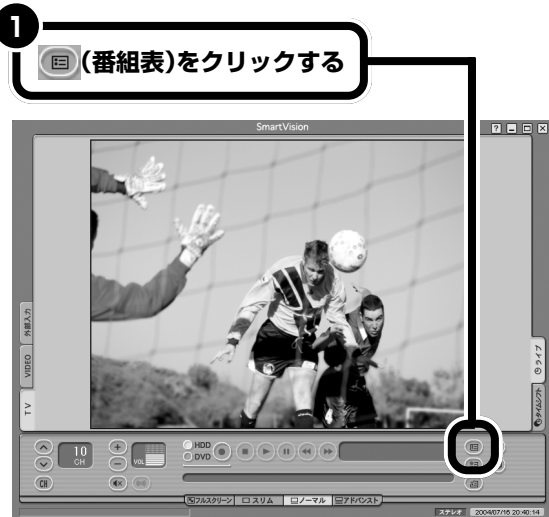 1
(番組表)をクリックする
SmartVision
外部入力
VIDEO
TV
ライブ
タイムシフト
10
CH
VOL
HDD
DVD
CH
フルスクリーン スリム ノーマル アドバンスト
ステレオ 2004/07/16 20:40:14